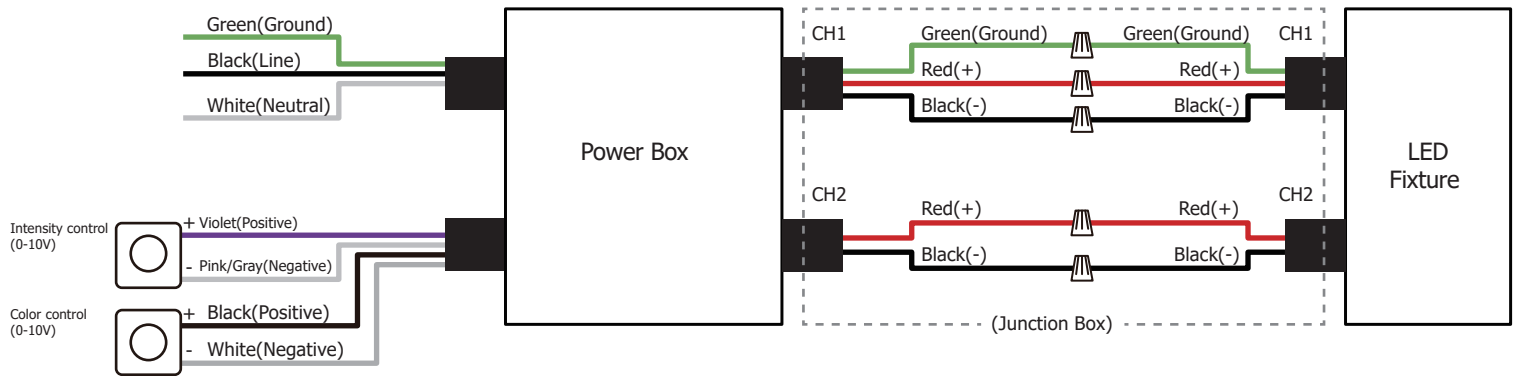 Green(Ground)
Black(Line)
White(Neutral)
Intensity control
(0-10V)
+ Violet(Positive)
- Pink/Gray(Negative)
Color control
(0-10V)
+ Black(Positive)
- White(Negative)
Power Box
CH1
Green(Ground)
Green(Ground)
CH1
Red(+)
Red(+)
Black(-)
Black(-)
CH2
CH2
Red(+)
Red(+)
Black(-)
Black(-)
(Junction Box)
LED
Fixture